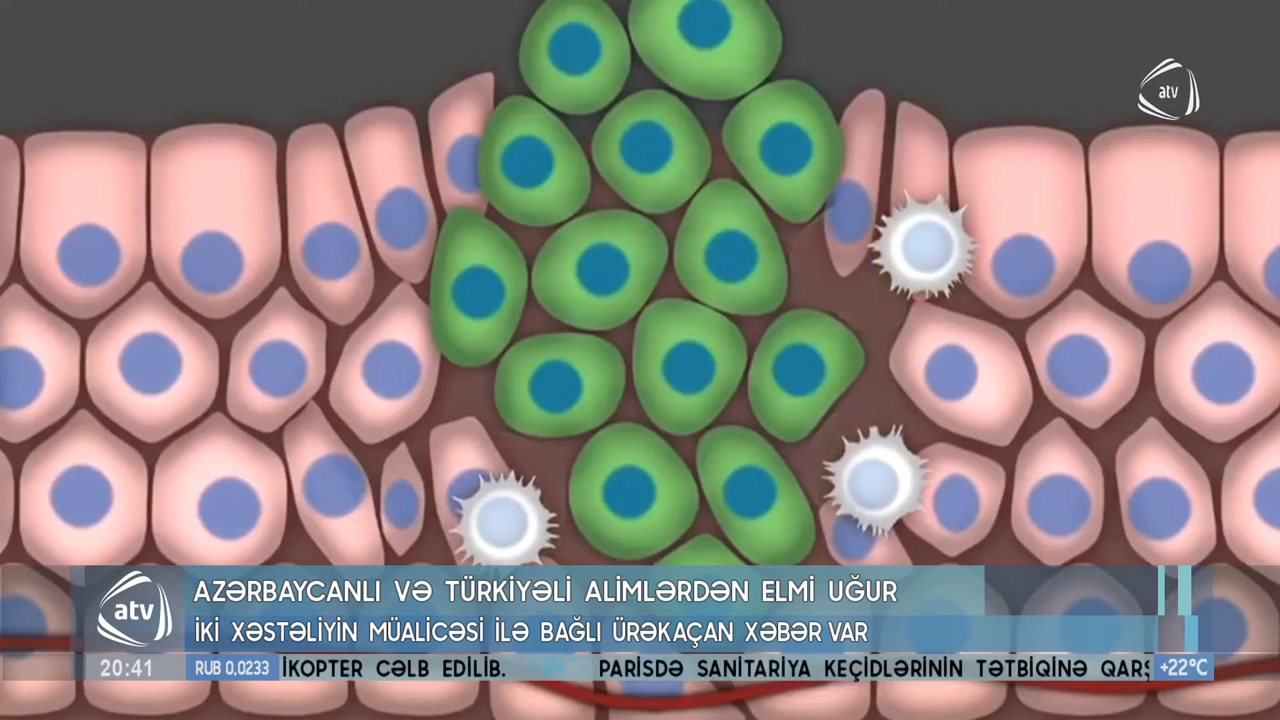 atv
atv
AZƏRBAYCANLI VƏ TÜRKİYƏLİ ALİMLƏRDƏN ELMİ UĞUR
İKİ XƏSTƏLİYİN MÜALİCƏSİ İLƏ BAĞLI ÜRƏKAÇAN XƏBƏR VAR
20:41 RUB 0.0233 İKOPTER CƏLB EDİLİB. PARİSDƏ SANİTARİYA KEÇİDLƏRİNİN TƏTBİQİNƏ QARŞ +22°C